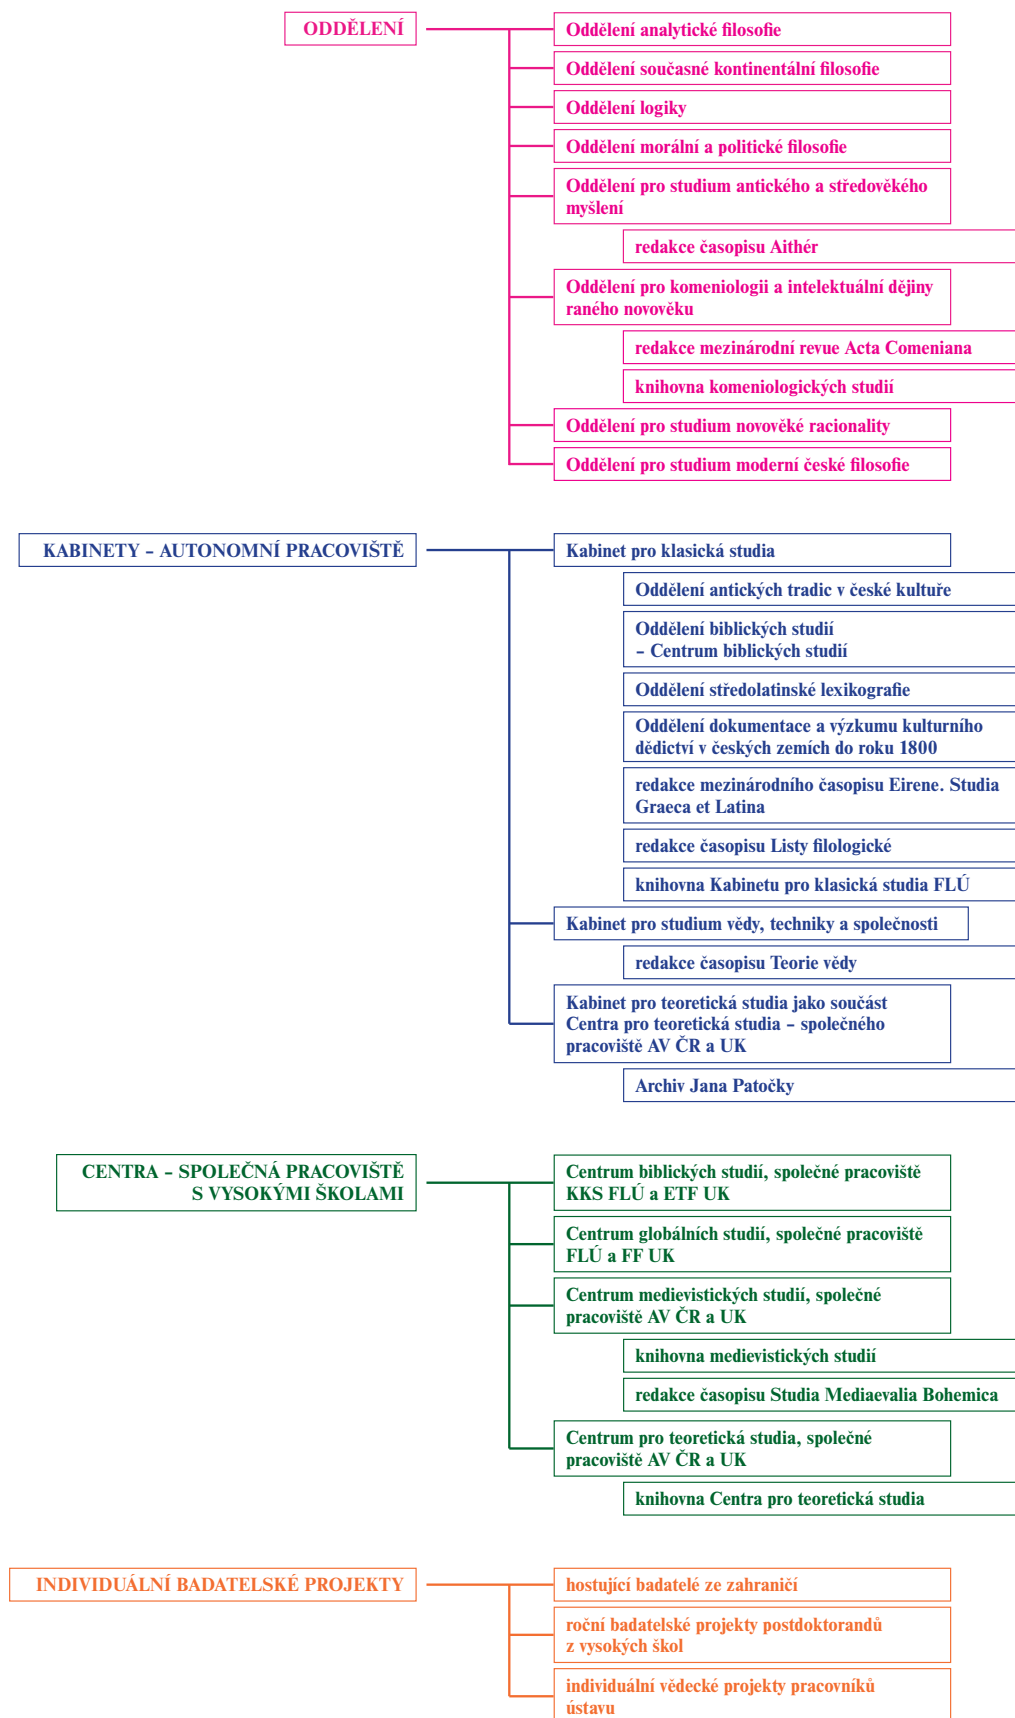 ODDĚLENÍ
Oddělení analytické filosofie
Oddělení současné kontinentální filosofie
Oddělení logiky
Oddělení morální a politické filosofie
Oddělení pro studium antického a středověkého
myšlení
redakce časopisu Aithér
Oddělení pro komeniologii a intelektuální dějiny
raného novověku
redakce mezinárodní revue Acta Comeniana
knihovna komeniologických studií
Oddělení pro studium novověké racionality
Oddělení pro studium moderní české filosofie
KABINETY – AUTONOMNÍ PRACOVIŠTĚ
Kabinet pro klasická studia
Oddělení antických tradic v české kultuře
Oddělení biblických studií
– Centrum biblických studií
Oddělení středolatinské lexikografie
Oddělení dokumentace a výzkumu kulturního
dědictví v českých zemích do roku 1800
redakce mezinárodního časopisu Eirene. Studia
Graeca et Latina
redakce časopisu Listy filologické
knihovna Kabinetu pro klasická studia FLÚ
Kabinet pro studium vědy, techniky a společnosti
redakce časopisu Teorie vědy
Kabinet pro teoretická studia jako součást
Centra pro teoretická studia – společného
pracoviště AV ČR a UK
Archiv Jana Patočky
CENTRA – SPOLEČNÁ PRACOVIŠTĚ
S VYSOKÝMI ŠKOLAMI
Centrum biblických studií, společné pracoviště
KKS FLÚ a ETF UK
Centrum globálních studií, společné pracoviště
FLÚ a FF UK
Centrum medievistických studií, společné
pracoviště AV ČR a UK
knihovna medievistických studií
redakce časopisu Studia Mediaevalia Bohemica
Centrum pro teoretická studia, společné
pracoviště AV ČR a UK
knihovna Centra pro teoretická studia
INDIVIDUÁLNÍ BADATELSKÉ PROJEKTY
hostující badatelé ze zahraničí
roční badatelské projekty postdoktorandů
z vysokých škol
individuální vědecké projekty pracovníků
ústavu